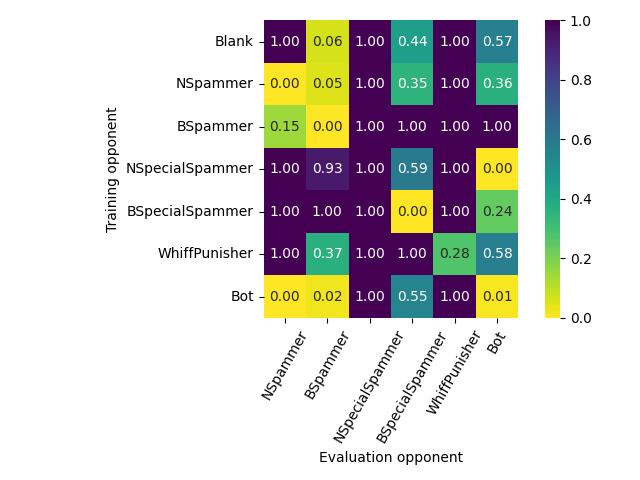 Training opponent
Blank 1.00 0.06 1.00 0.44 1.00 0.57
NSpammer 0.00 0.05 1.00 0.35 1.00 0.36
BSpammer 0.15 0.00 1.00 1.00 1.00 1.00
NSpecialSpammer 1.00 0.93 1.00 0.59 1.00 0.00
BSpecialSpammer 1.00 1.00 1.00 0.00 1.00 0.24
WhiffPunisher 1.00 0.37 1.00 1.00 0.28 0.58
Bot 0.00 0.02 1.00 0.55 1.00 0.01
NSpammer BSpammer NSpecialSpammer BSpecialSpammer WhiffPunisher Bot
Evaluation opponent
1.0
0.8
0.6
0.4
0.2
0.0